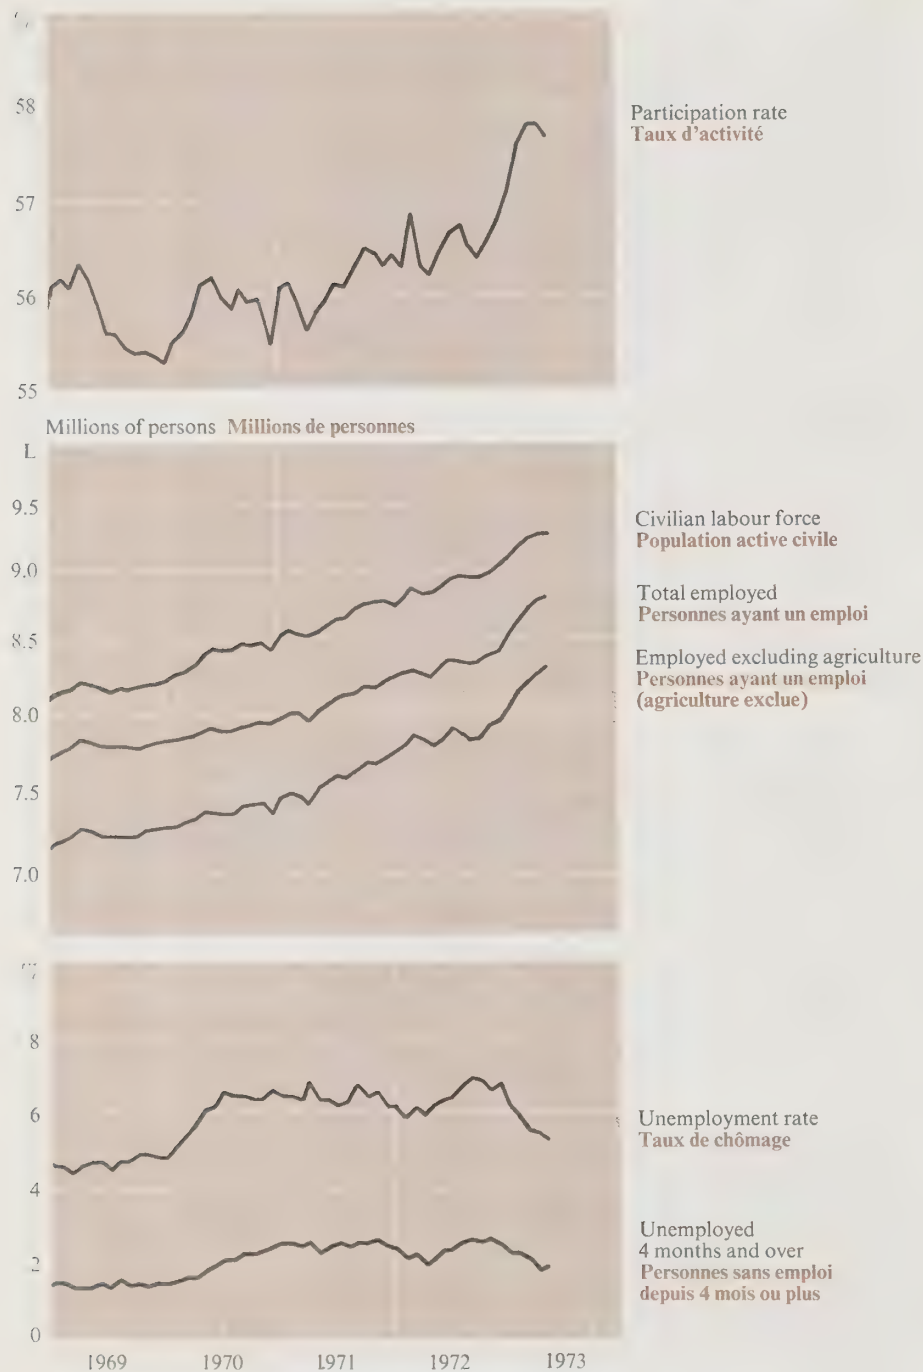 58
Participation rate
Taux d'activité
57
56
55
Millions of persons Millions de personnes
L
9.5
Civilian labour force
Population active civile
9.0
Total employed
Personnes ayant un emploi
8.5
Employed excluding agriculture
Personnes ayant un emploi
(agriculture exclue)
8.0
7.5
7.0
8
6
Unemployment rate
Taux de chômage
4
Unemployed
4 months and over
2
Personnes sans emploi
depuis 4 mois ou plus
0
1969 1970 1971 1972 1973